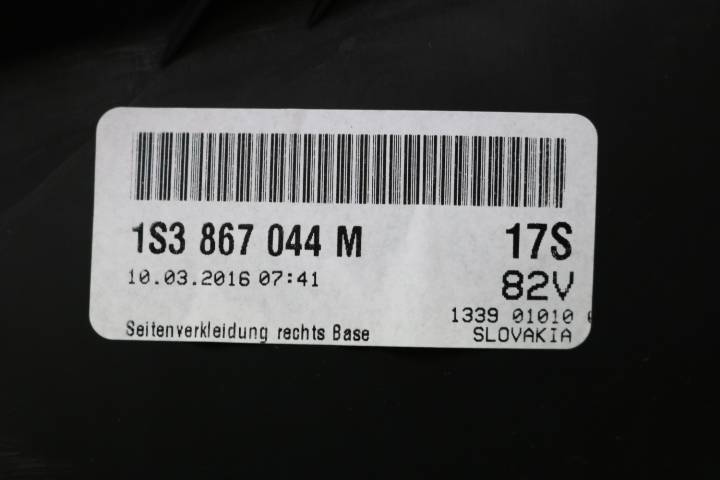 1S3 867 044 M 17S
10.03.2016 07:41 82V
1339 01010
Seitenverkleidung rechts Base SLOVAKIA